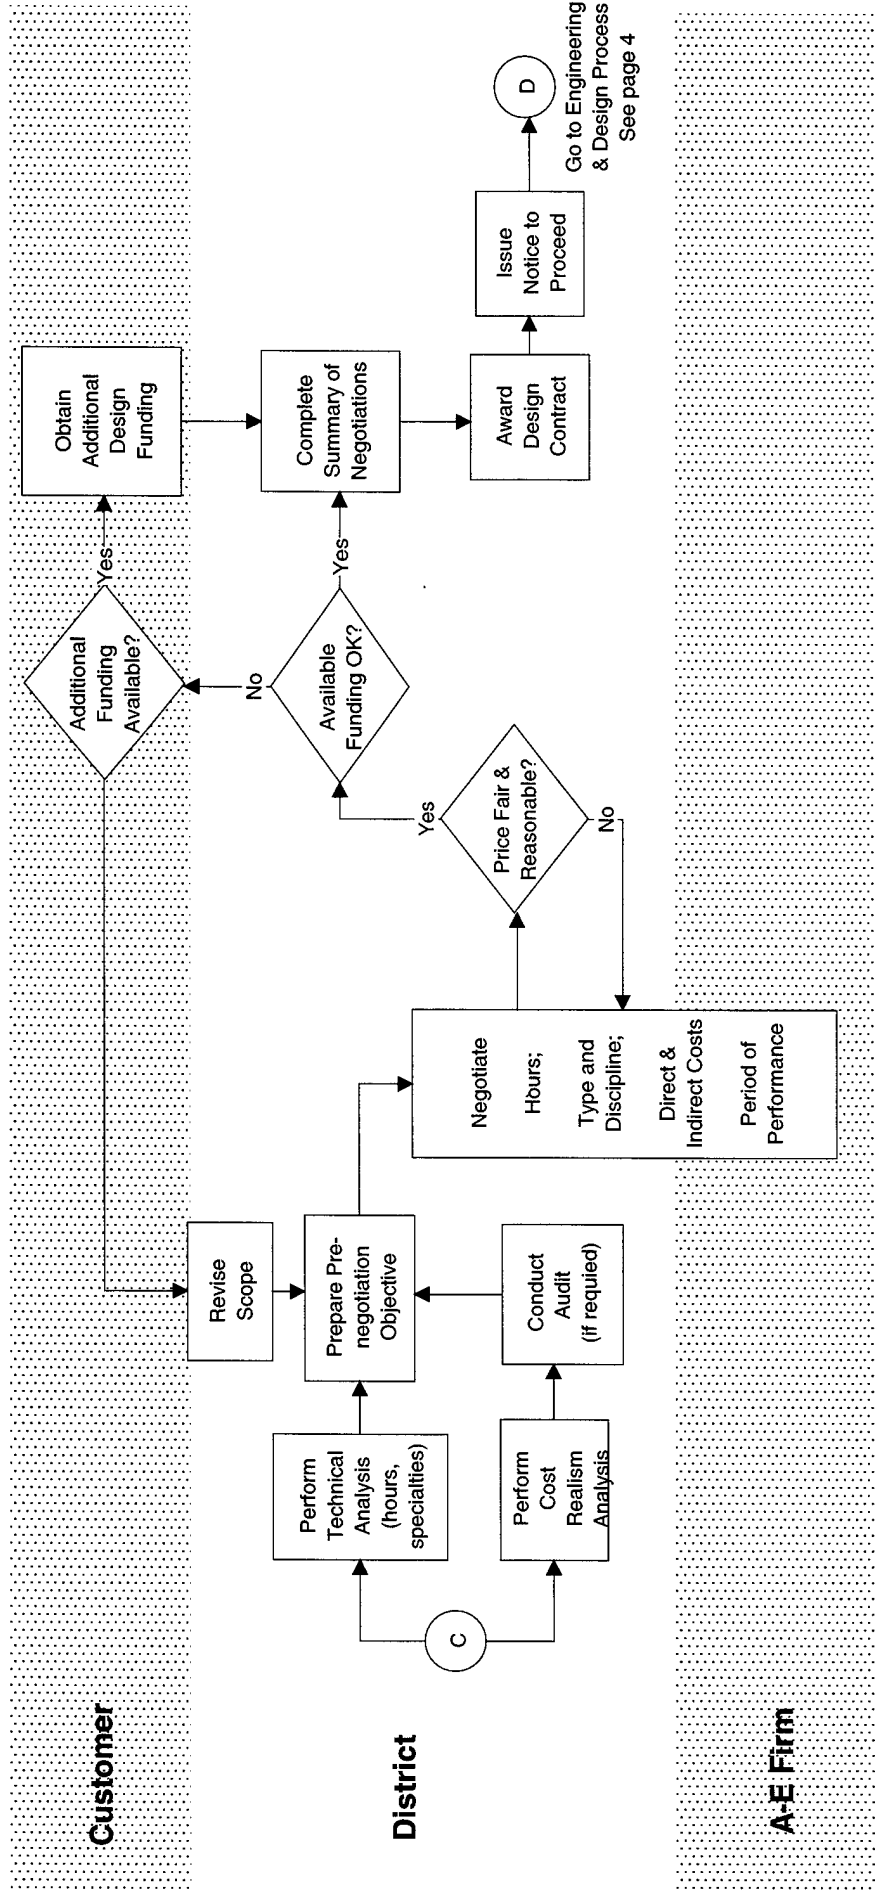 Customer
District
A-E Firm
C
Perform
Technical
Analysis
(hours,
specialties)
Perform
Cost
Realism
Analysis
Revise
Scope
Prepare Pre-
negotiation
Objective
Conduct
Audit
(if requied)
Negotiate
Hours;
Type and
Discipline;
Direct &
Indirect Costs
Period of
Performance
Price Fair &
Reasonable?
Yes
No
Available
Funding OK?
No
Yes
Additional
Funding
Available?
Yes
Obtain
Additional
Design
Funding
Complete
Summary of
Negotiations
Award
Design
Contract
Issue
Notice to
Proceed
D
Go to Engineering
& Design Process
See page 4